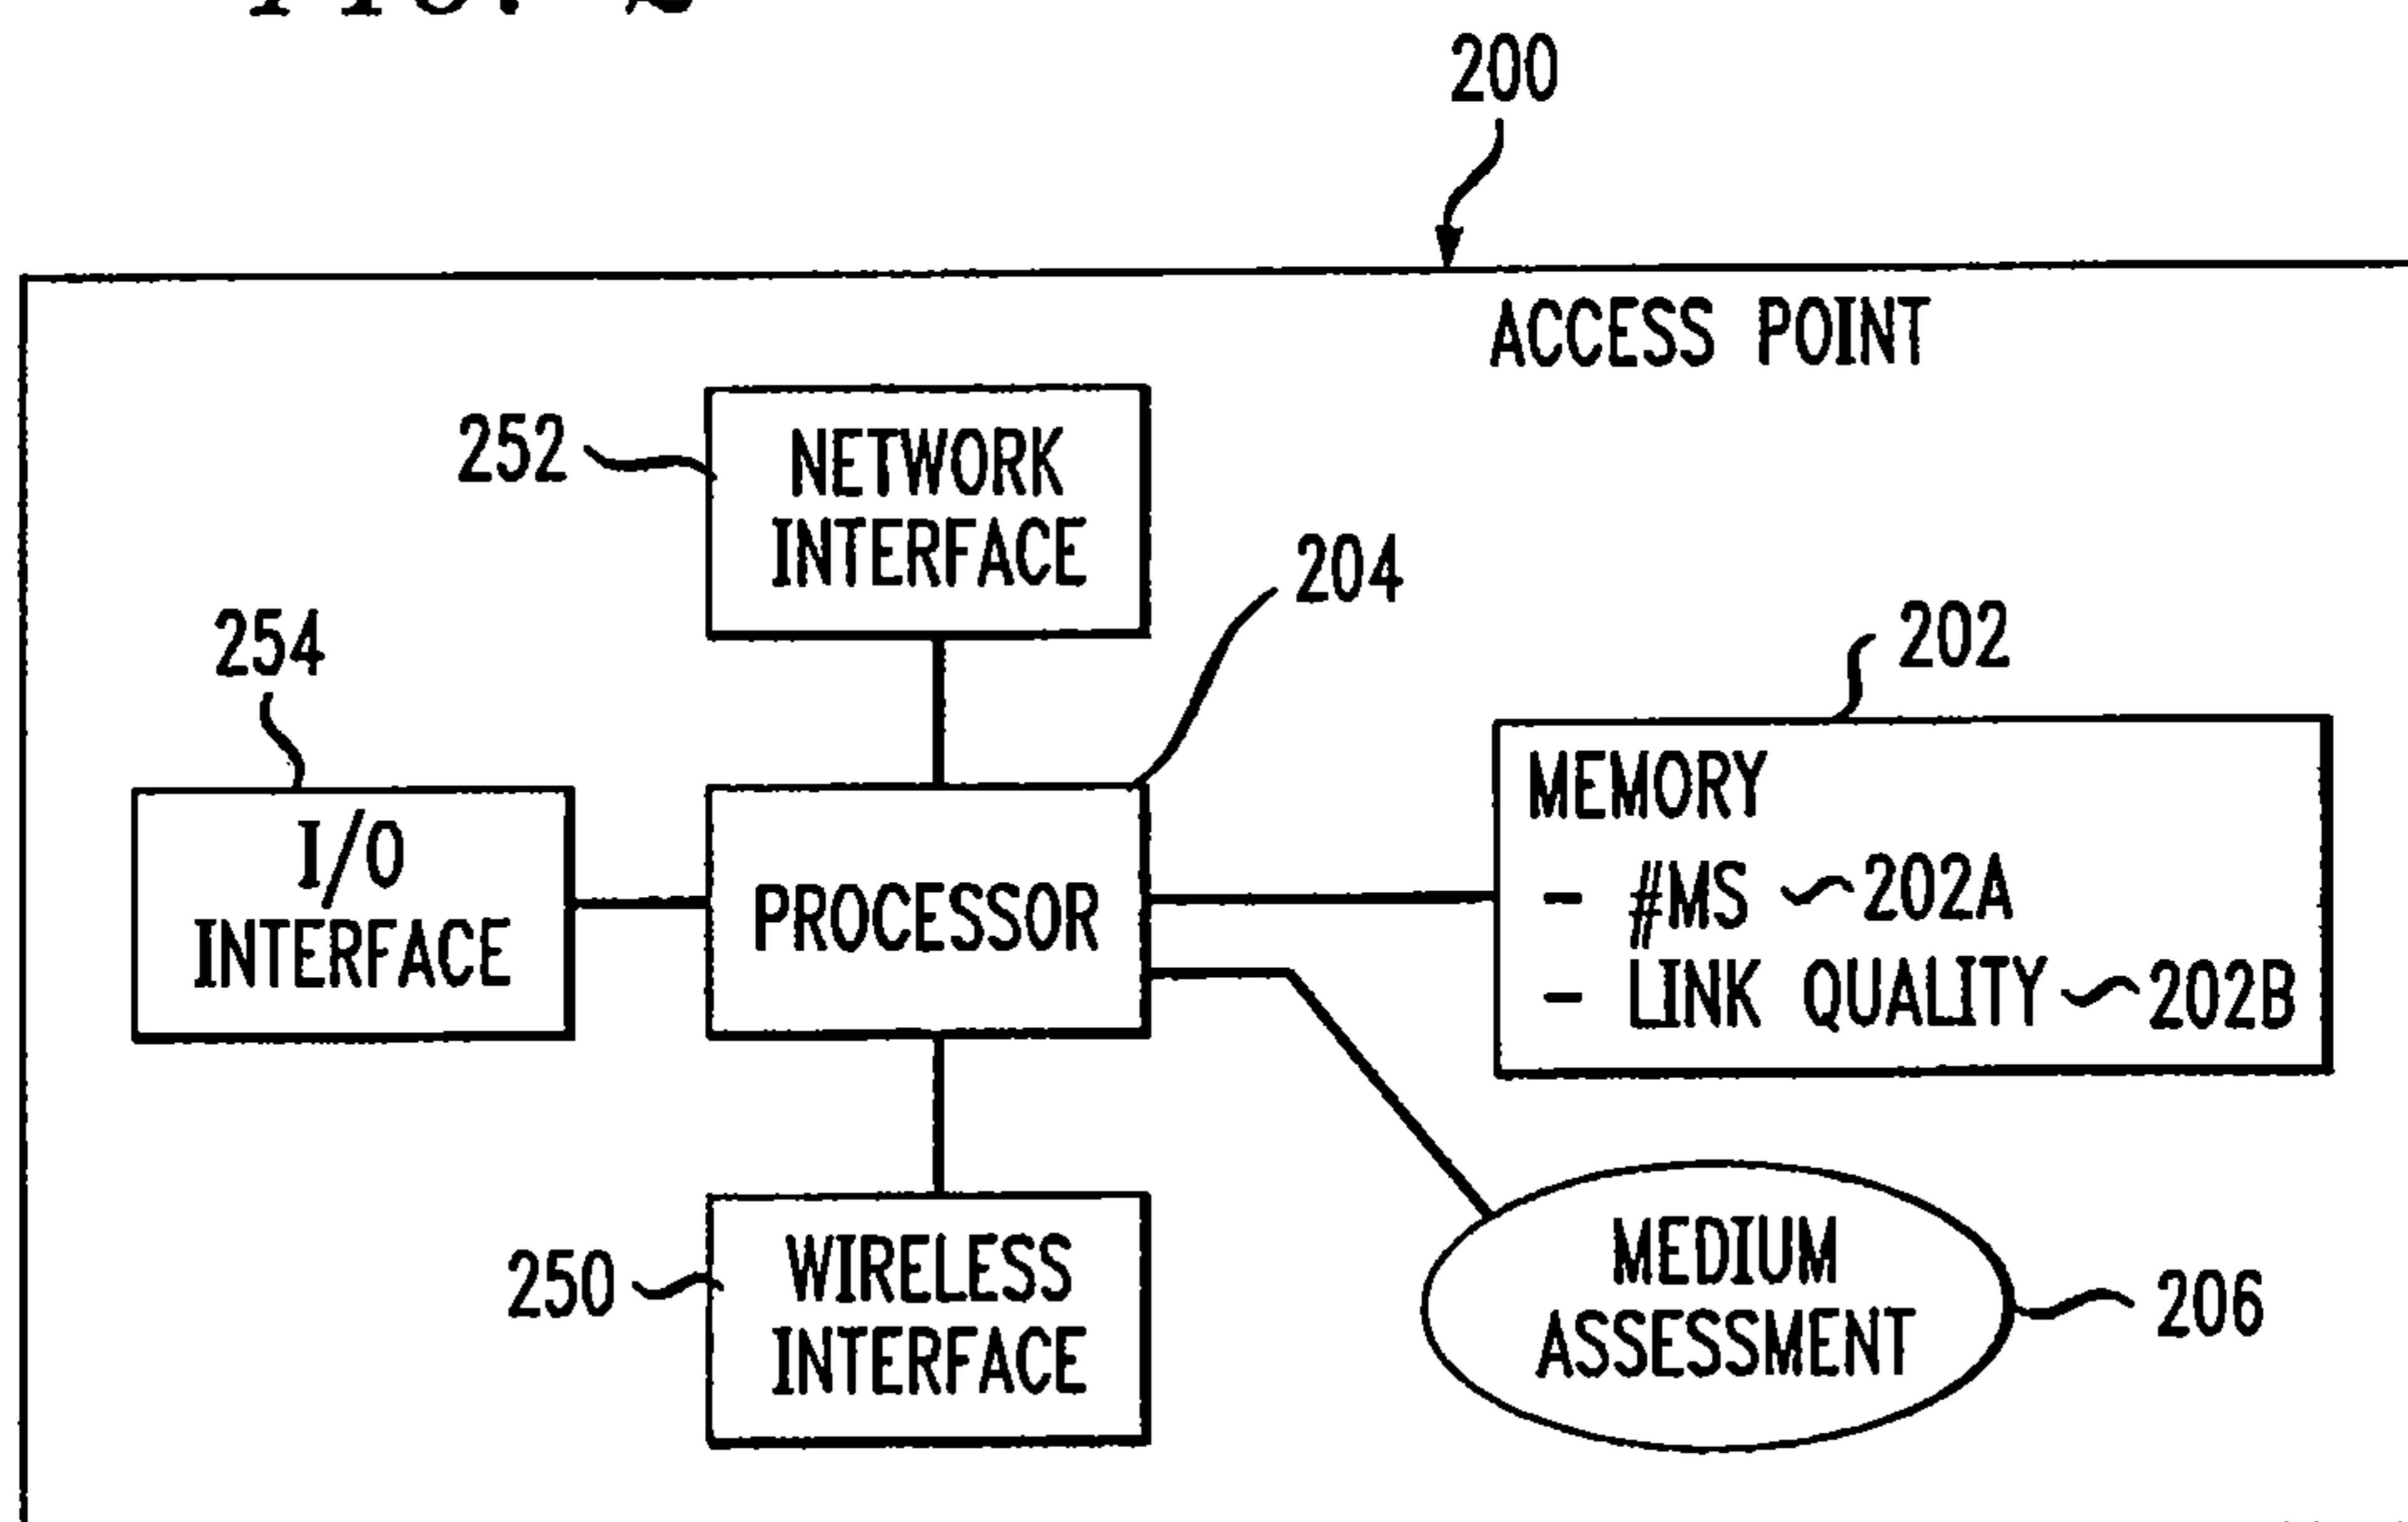 200
ACCESS POINT
252
NETWORK
INTERFACE
204
254
202
I/O
INTERFACE
PROCESSOR
MEMORY
- #MS 202A
- LINK QUALITY 202B
250
WIRELESS
INTERFACE
MEDIUM
ASSESSMENT
206